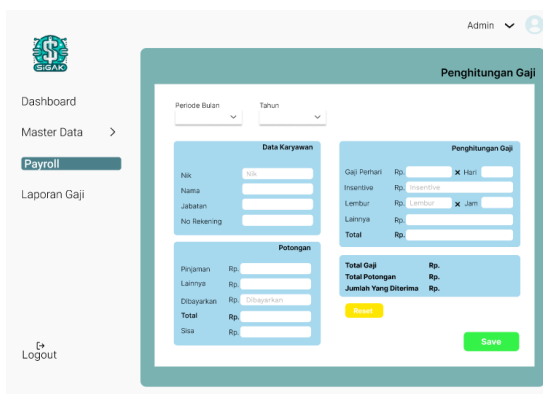 Admin
SIGAK
Penghitungan Gaji
Dashboard
Master Data
Payroll
Laporan Gaji
Logout
Periode Bulan
Tahun
Data Karyawan
Nik Nik
Nama
Jabatan
No Rekening
Potongan
Pinjaman Rp.
Lainnya Rp.
Dibayarkan Rp. Dibayarkan
Total Rp.
Sisa Rp.
Penghitungan Gaji
Gaji Perhari Rp. × Hari
Insentive Rp. Insentive
Lembur Rp. Lembur × Jam
Lainnya Rp.
Total Rp.
Total Gaji Rp.
Total Potongan Rp.
Jumlah Yang Diterima Rp.
Reset
Save